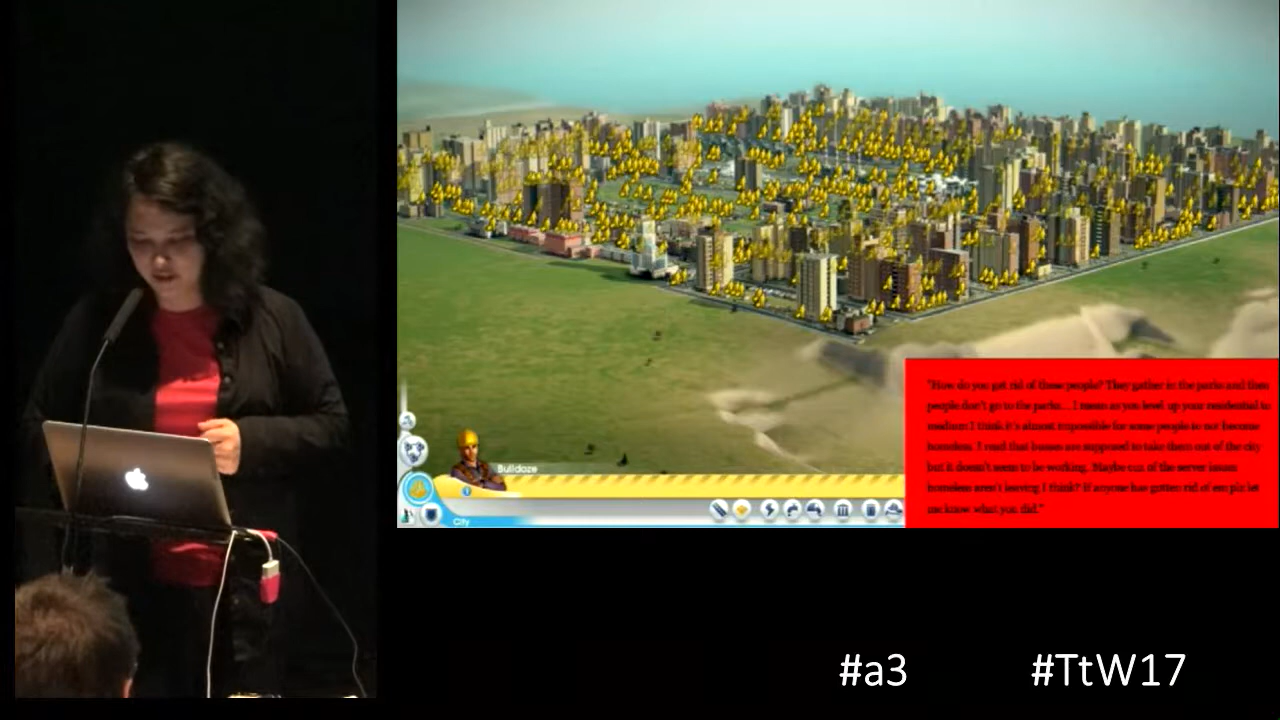 "How do you get rid of these people? They gather in the parks and then
people don't go to the parks... I mean as you level up your residential to
medium I think it's almost impossible for some people to not become
homeless. I read that busses are supposed to take them out of the city
but it doesn't seem to be working. Maybe cuz of the server issues
homeless aren't leaving I think? If anyone has gotten rid of em plz let
us know what you did."
Bulldoze
City
#a3 #TtW17